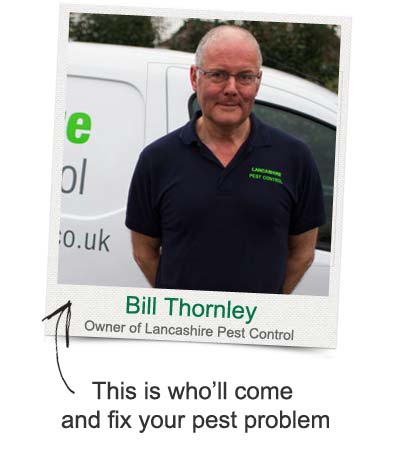 e
ol
co.uk
LANCASHIRE
PEST CONTROL
Bill Thornley
Owner of Lancashire Pest Control
This is who'll come
and fix your pest problem